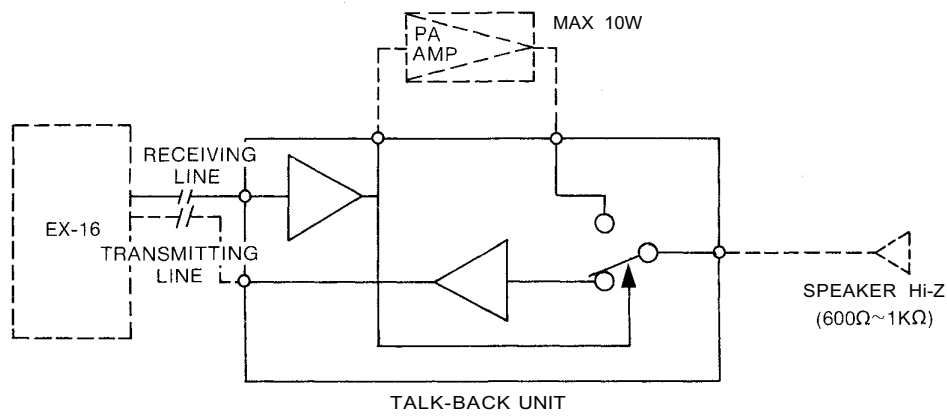 PA
AMP
MAX 10W
RECEIVING
LINE
EX-16
TRANSMITTING
LINE
SPEAKER Hi-Z
(600Ω~1KΩ)
TALK-BACK UNIT